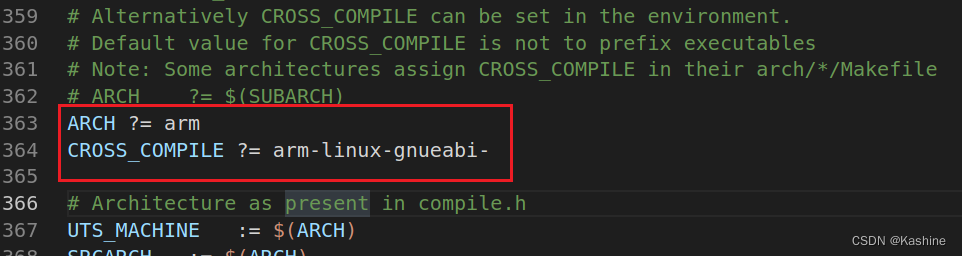 359 # Alternatively CROSS_COMPILE can be set in the environment.
360 # Default value for CROSS_COMPILE is not to prefix executables
361 # Note: Some architectures assign CROSS_COMPILE in their arch/*/Makefile
362 # ARCH ?= $(SUBARCH)
363 ARCH ?= arm
364 CROSS_COMPILE ?= arm-linux-gnueabi-
365
366 # Architecture as present in compile.h
367 UTS_MACHINE := $(ARCH)
368 SRCARCH := $(ARCH)
CSDN @Kashine